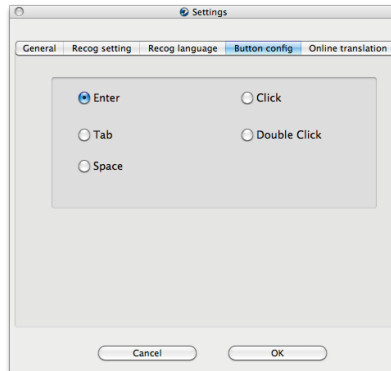 Settings
General Recog setting Recog language Button config Online translation
Enter Click
Tab Double Click
Space
Cancel OK